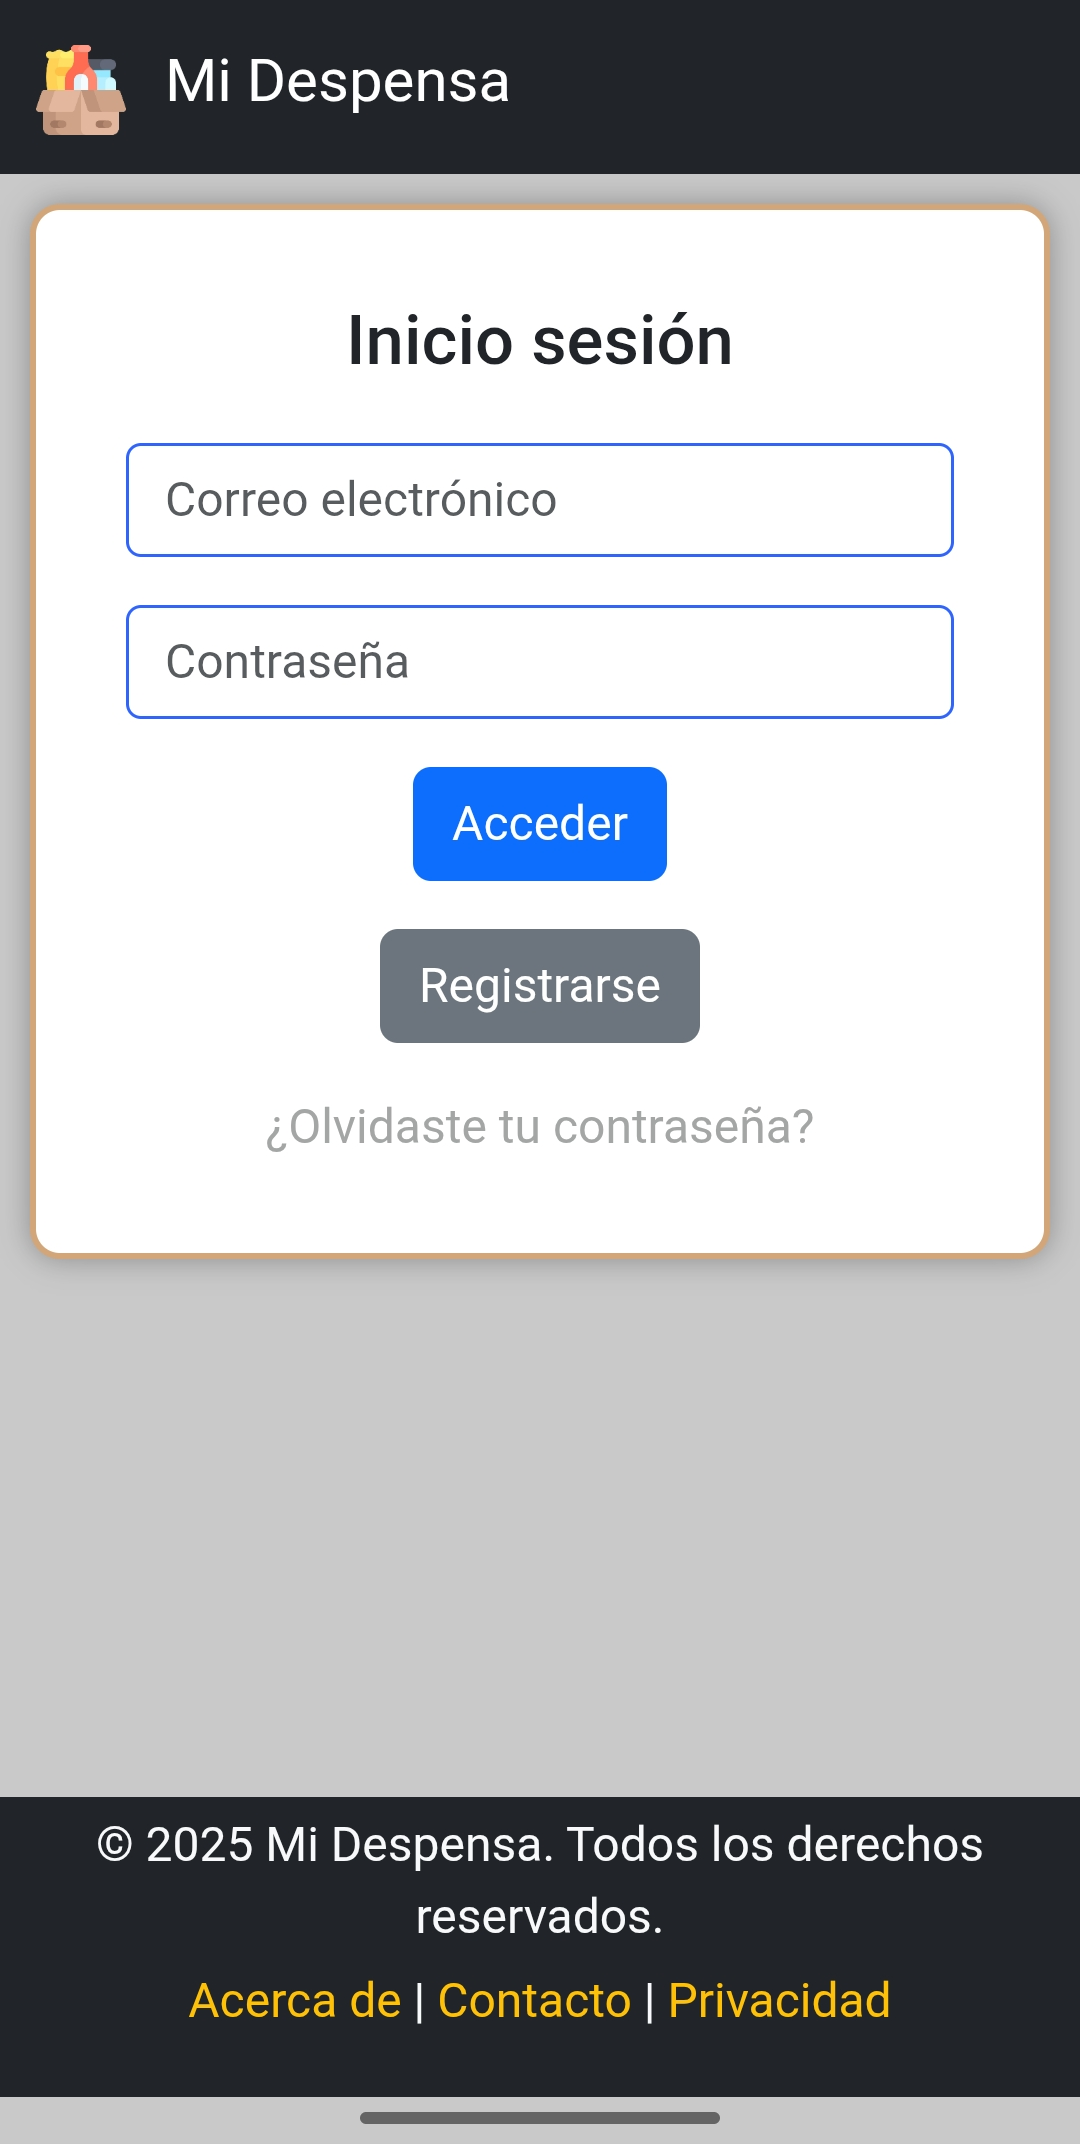 Mi Despensa
Inicio sesión
Correo electrónico
Contraseña
Acceder
Registrarse
¿Olvidaste tu contraseña?
© 2025 Mi Despensa. Todos los derechos
reservados.
Acerca de | Contacto | Privacidad